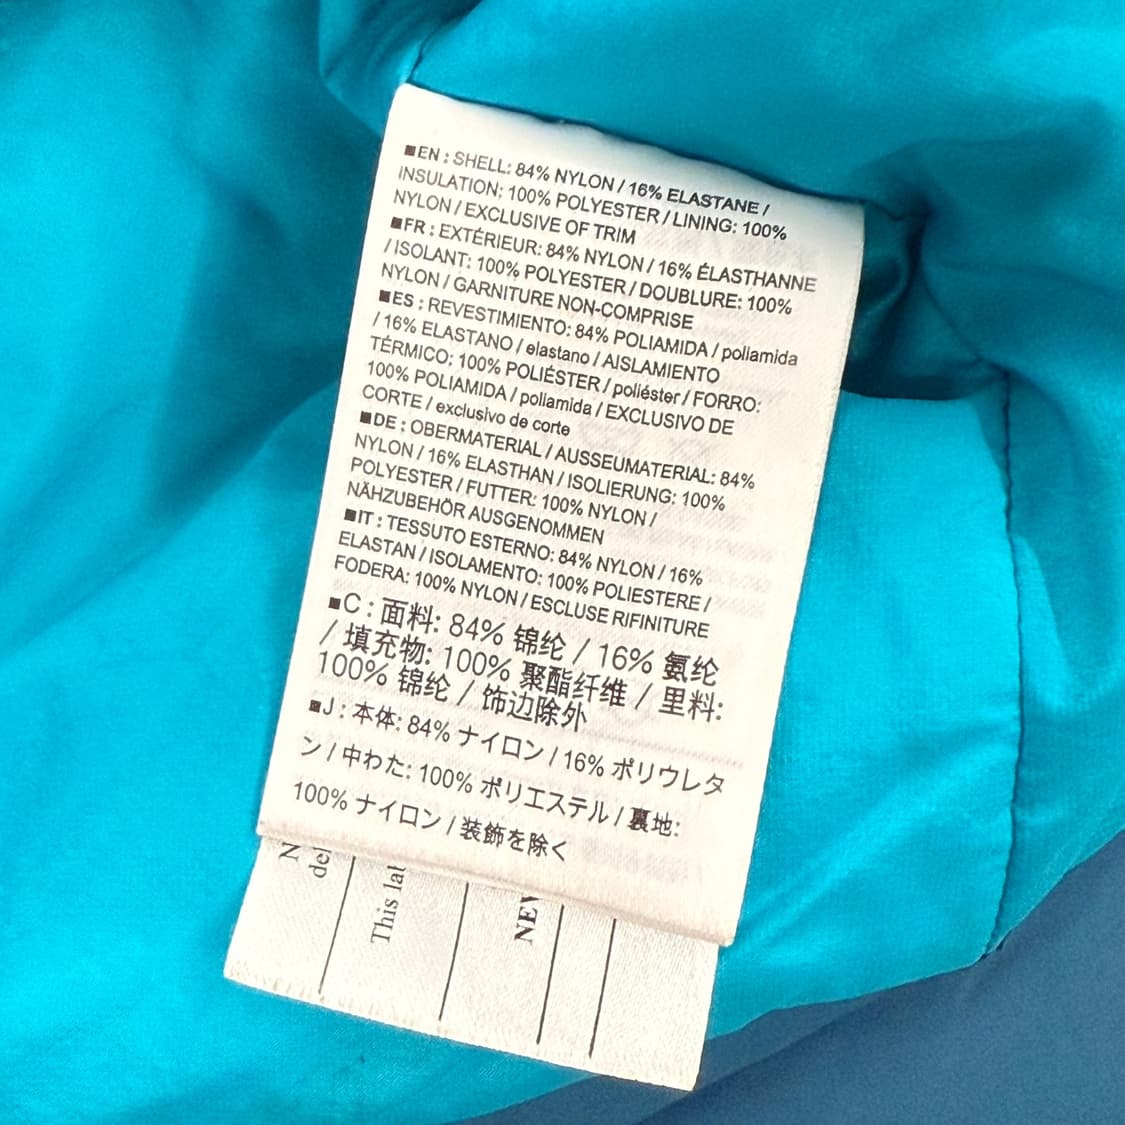 ■EN : SHELL: 84% NYLON / 16% ELASTANE /
INSULATION: 100% POLYESTER / LINING: 100%
NYLON / EXCLUSIVE OF TRIM
■FR : EXTÉRIEUR: 84% NYLON / 16% ÉLASTHANNE
/ ISOLANT: 100% POLYESTER / DOUBLURE: 100%
NYLON / GARNITURE NON-COMPRISE
■ES : REVESTIMIENTO: 84% POLIAMIDA / poliamida
/ 16% ELASTANO / elastano / AISLAMIENTO
TÉRMICO: 100% POLIÉSTER / poliéster / FORRO:
100% POLIAMIDA / poliamida / EXCLUSIVO DE
CORTE / exclusivo de corte
■DE : OBERMATERIAL / AUSSEUMATERIAL: 84%
NYLON / 16% ELASTHAN / ISOLIERUNG: 100%
POLYESTER / FUTTER: 100% NYLON /
NÄHZUBEHÖR AUSGENOMMEN
■IT : TESSUTO ESTERNO: 84% NYLON / 16%
ELASTAN / ISOLAMENTO: 100% POLIESTERE /
FODERA: 100% NYLON / ESCLUSE RIFINITURE
■C : 面料: 84% 锦纶 / 16% 氨纶
/ 填充物: 100% 聚酯纤维 / 里料:
100% 锦纶 / 饰边除外
■J : 本体: 84% ナイロン / 16% ポリウレタ
ン / 中わた: 100% ポリエステル / 裏地:
100% ナイロン / 装飾を除く
This